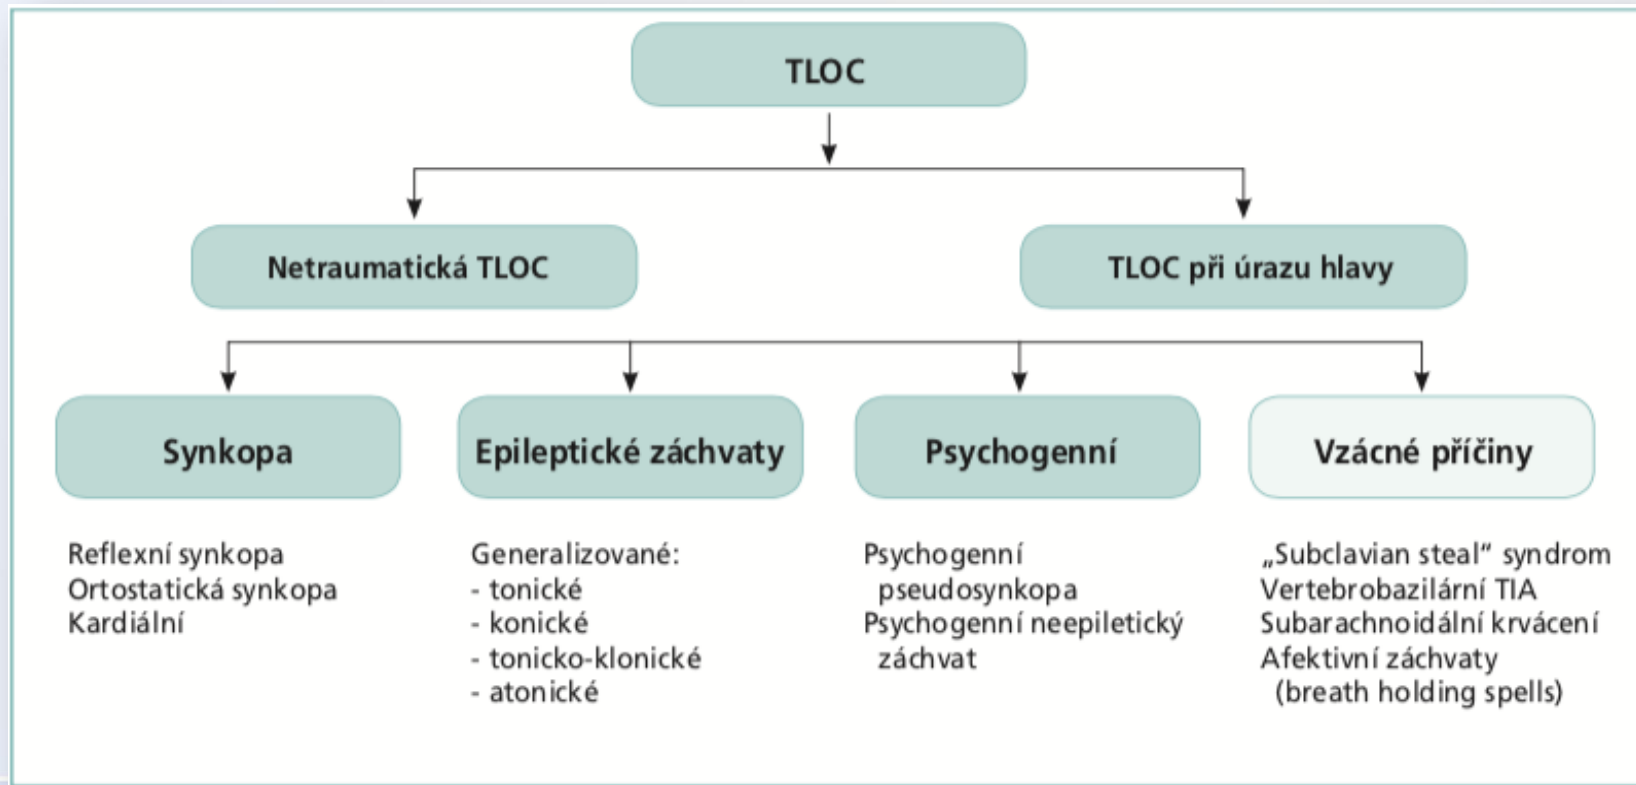 TLOC
Netraumatická TLOC
TLOC při úrazu hlavy
Synkopa
Epileptické záchvaty
Psychogenní
Vzácné příčiny
Reflexní synkopa
Ortostatická synkopa
Kardiální
Generalizované:
- tonické
- konické
- tonicko-klonické
- atonické
Psychogenní
pseudosynkopa
Psychogenní neepiletický
záchvat
„Subclavian steal“ syndrom
Vertebrobazilární TIA
Subarachnoidální krvácení
Afektivní záchvaty
(breath holding spells)